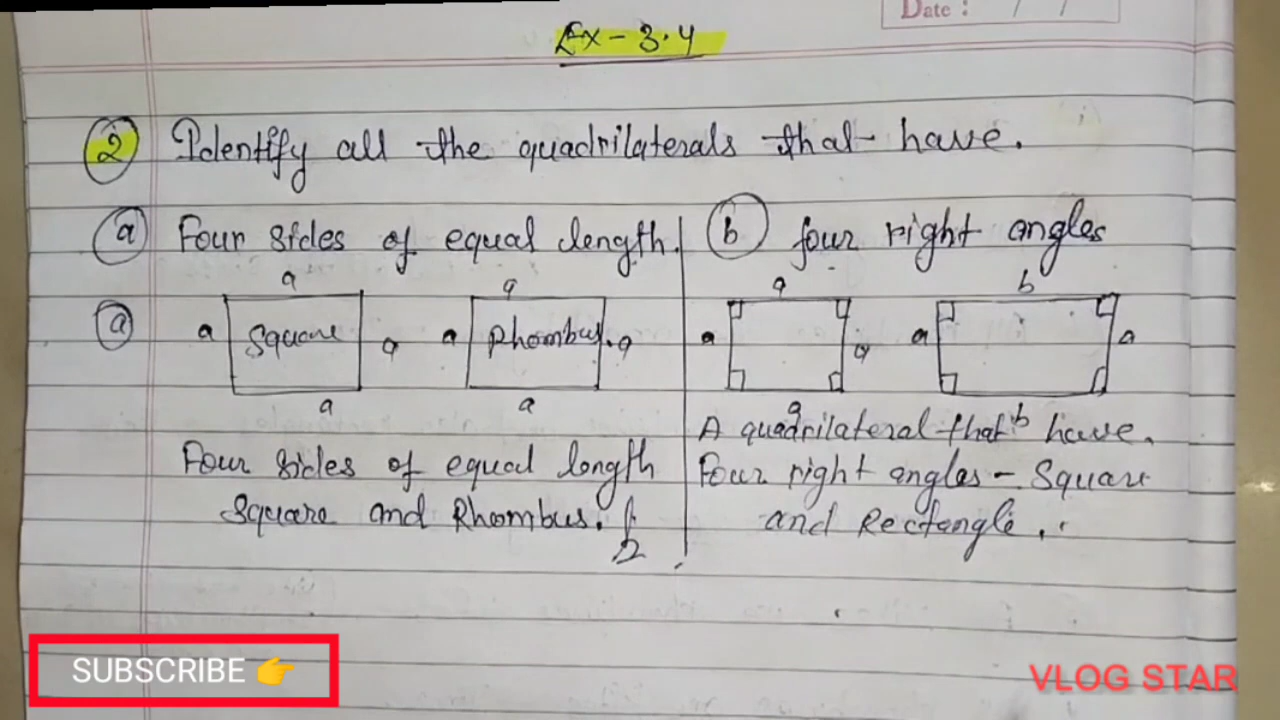 Date : / /
Ex - 3.4
2 Identify all the quadrilaterals that have.
a Four sides of equal length.
a
a
a Square a
a
a
a Rhombus. a
a
Four sides of equal length
Square and Rhombus.
b four right angles
a
a a
a
b
a a
b
A quadrilateral that have.
Four right angles - Square
and Rectangle.
SUBSCRIBE 👉
VLOG STAR